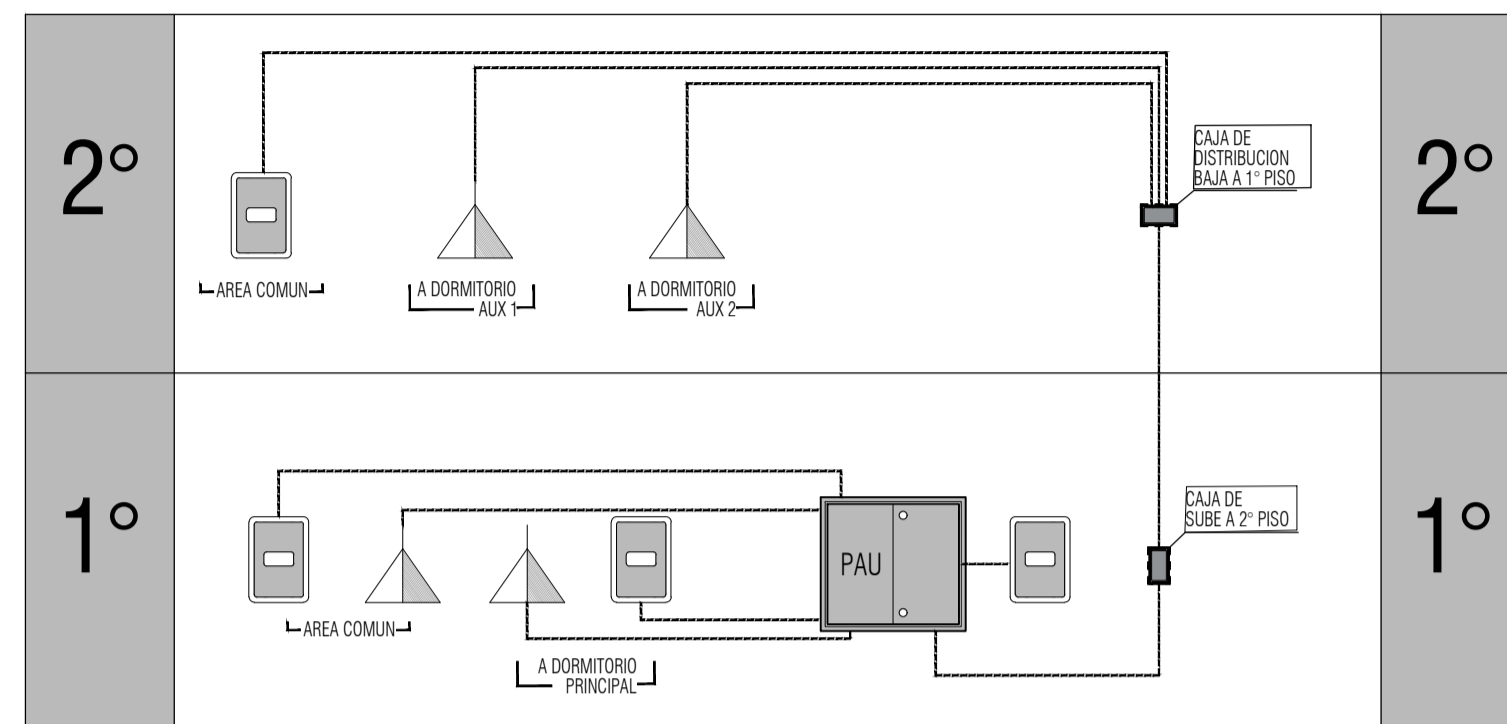 2°
CAJA DE
DISTRIBUCION
BAJA A 1° PISO
2°
AREA COMUN
A DORMITORIO
AUX 1
A DORMITORIO
AUX 2
1°
CAJA DE
SUBE A 2° PISO
1°
PAU
AREA COMUN
A DORMITORIO
PRINCIPAL